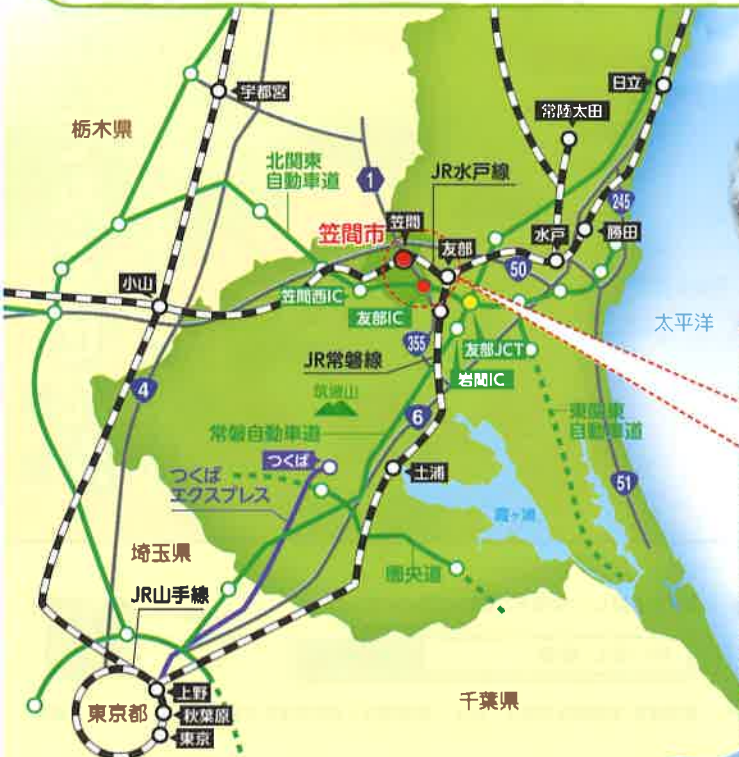 日立
宇都宮
常陸太田
栃木県
北関東
自動車道
1
JR水戸線
245
笠間市
笠間
友部
水戸
勝田
50
小山
笠間西IC
友部IC
太平洋
355
友部JCT
JR常磐線
岩間IC
筑波山
4
6
東関東
自動車道
常磐自動車道
つくば
土浦
51
つくば
エクスプレス
霞ヶ浦
埼玉県
圏央道
JR山手線
上野
千葉県
東京都
秋葉原
東京